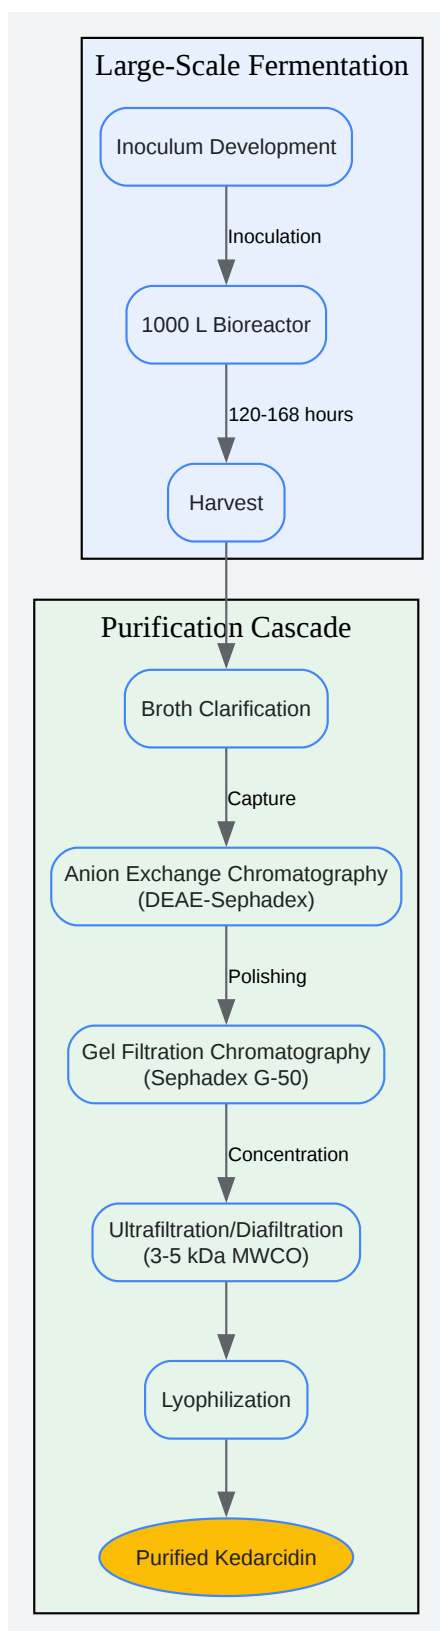 Large-Scale Fermentation
Inoculum Development
Inoculation
1000 L Bioreactor
120-168 hours
Harvest
Purification Cascade
Broth Clarification
Capture
Anion Exchange Chromatography
(DEAE-Sephadex)
Polishing
Gel Filtration Chromatography
(Sephadex G-50)
Concentration
Ultrafiltration/Diafiltration
(3-5 kDa MWCO)
Lyophilization
Purified Kedarcidin